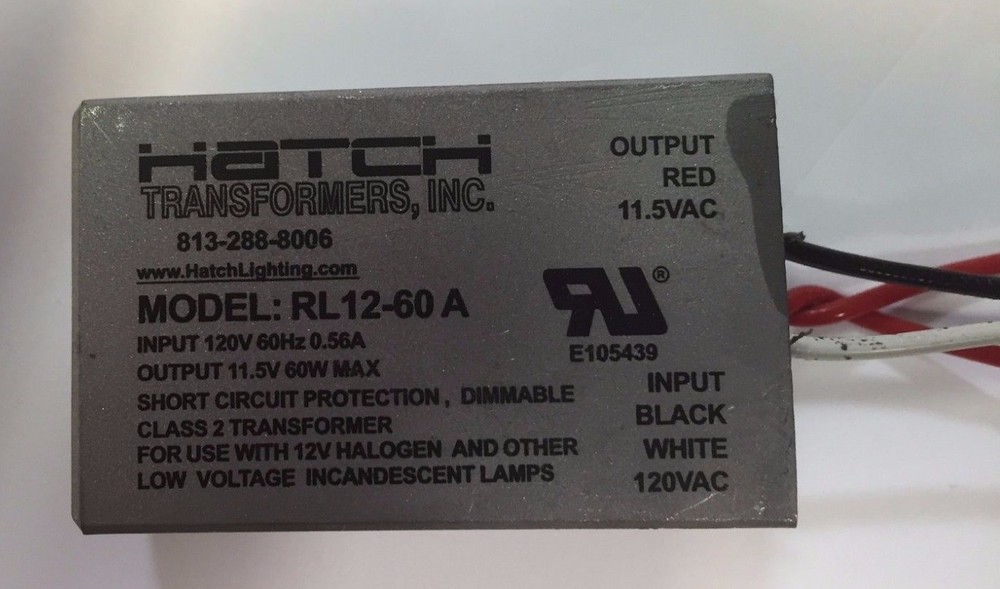 HATCH
TRANSFORMERS, INC.
813-288-8006
www.HatchLighting.com
MODEL: RL12-60 A
INPUT 120V 60Hz 0.56A
OUTPUT 11.5V 60W MAX
SHORT CIRCUIT PROTECTION , DIMMABLE
CLASS 2 TRANSFORMER
FOR USE WITH 12V HALOGEN AND OTHER
LOW VOLTAGE INCANDESCENT LAMPS
OUTPUT
RED
11.5VAC
RU®
E105439
INPUT
BLACK
WHITE
120VAC